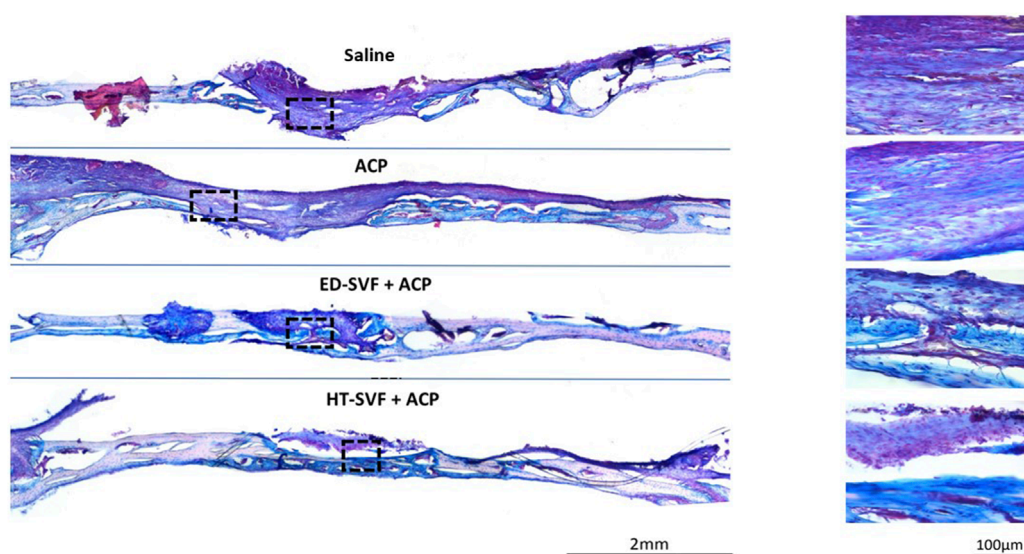 Saline
ACP
ED-SVF + ACP
HT-SVF + ACP
2mm
100μm